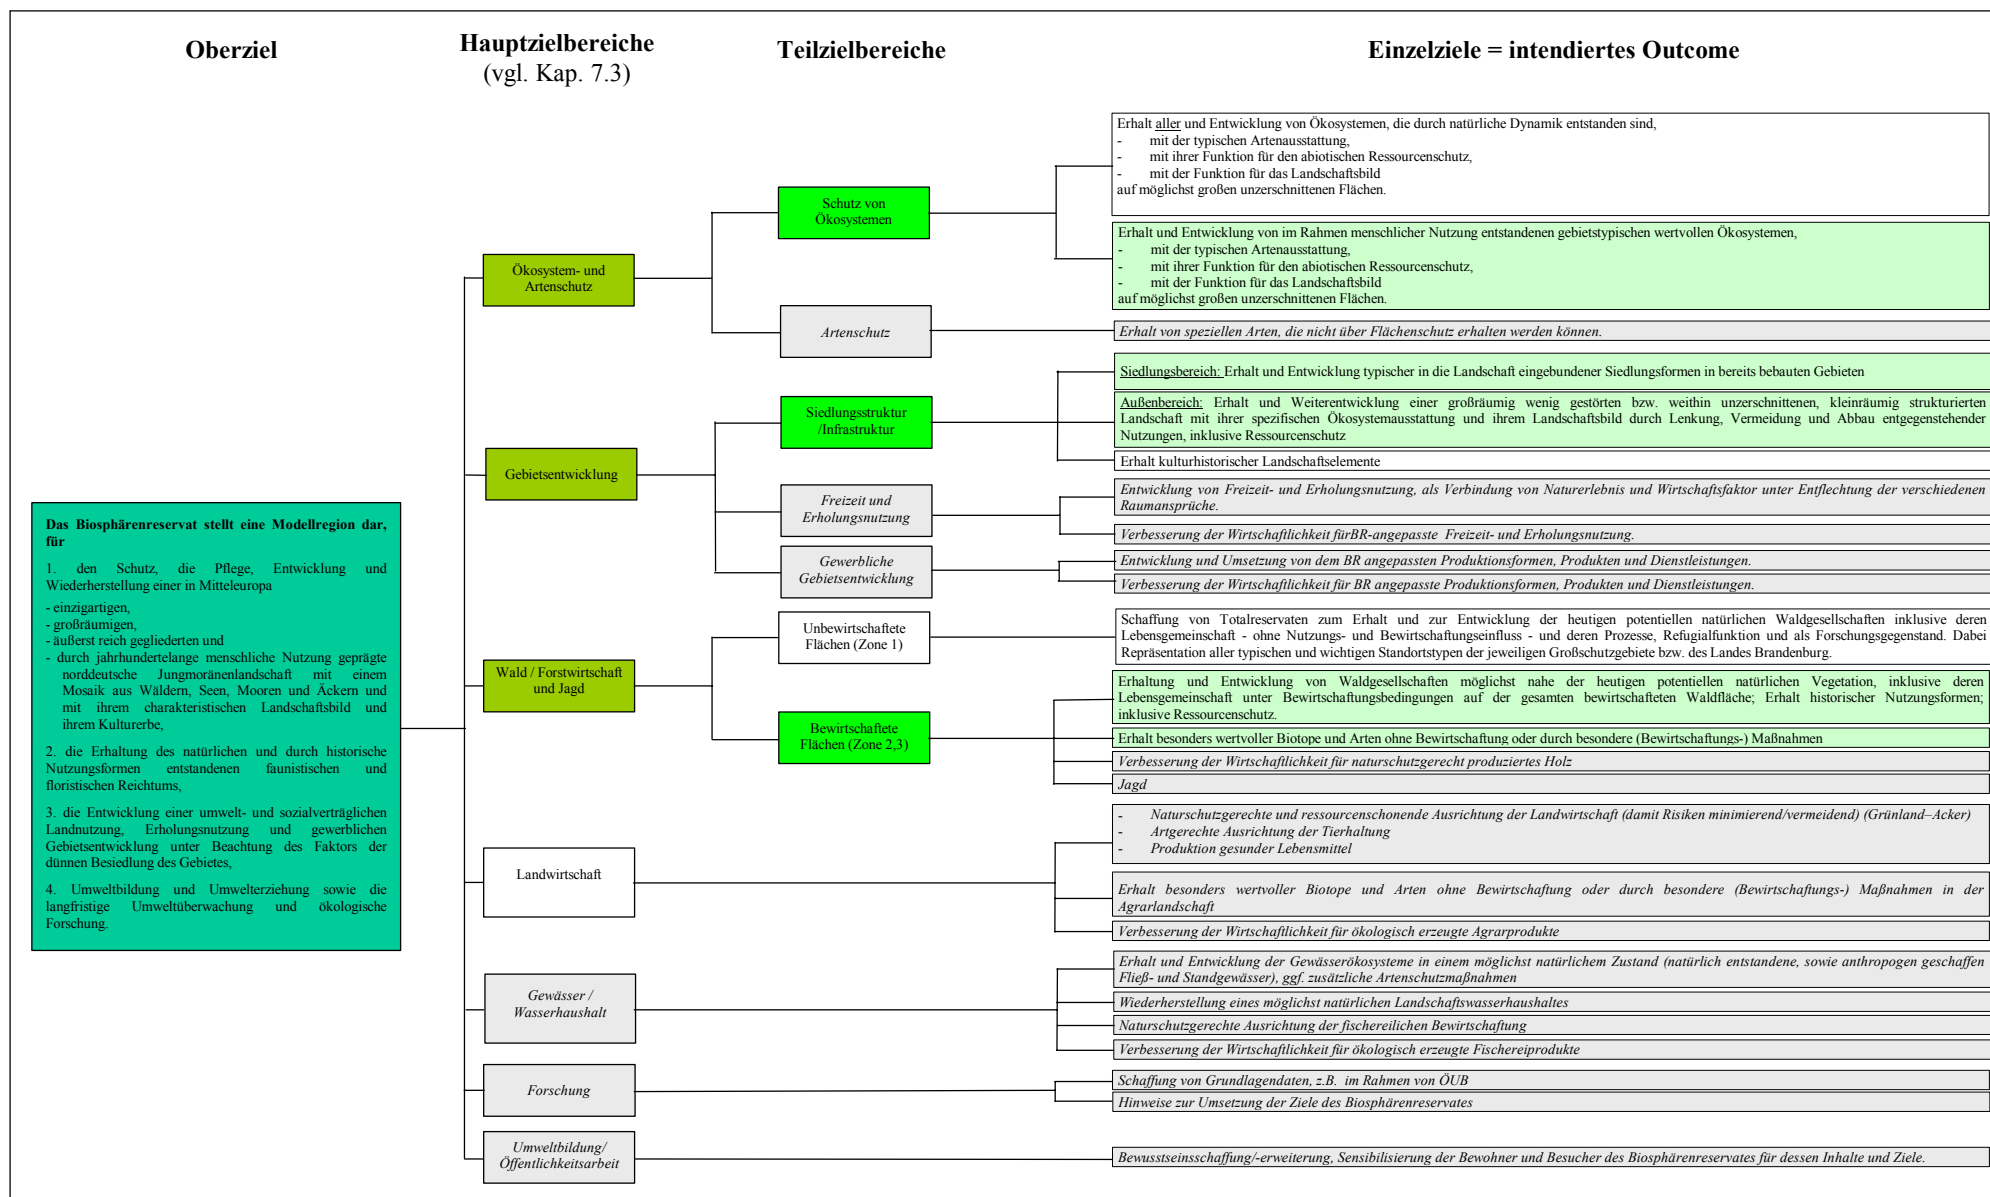 Oberziel
Hauptzielbereiche
(vgl. Kap. 7.3)
Teilzielbereiche
Einzelziele = intendiertes Outcome
Das Biosphärenreservat stellt eine Modellregion dar,
für
1. den Schutz, die Pflege, Entwicklung und
Wiederherstellung einer in Mitteleuropa
- einzigartigen,
- großräumigen,
- äußerst reich gegliederten und
- durch jahrhundertelange menschliche Nutzung geprägte
norddeutsche Jungmoränenlandschaft mit einem
Mosaik aus Wäldern, Seen, Mooren und Äckern und
mit ihrem charakteristischen Landschaftsbild und
ihrem Kulturerbe,
2. die Erhaltung des natürlichen und durch historische
Nutzungsformen entstandenen faunistischen und
floristischen Reichtums,
3. die Entwicklung einer umwelt- und sozialverträglichen
Landnutzung, Erholungsnutzung und gewerblichen
Gebietsentwicklung unter Beachtung des Faktors der
dünnen Besiedlung des Gebietes,
4. Umweltbildung und Umwelterziehung sowie die
langfristige Umweltüberwachung und ökologische
Forschung.
Ökosystem- und
Artenschutz
Schutz von
Ökosystemen
Erhalt aller und Entwicklung von Ökosystemen, die durch natürliche Dynamik entstanden sind,
- mit der typischen Artenausstattung,
- mit ihrer Funktion für den abiotischen Ressourcenschutz,
- mit der Funktion für das Landschaftsbild
auf möglichst großen unzerschnittenen Flächen.
Erhalt und Entwicklung von im Rahmen menschlicher Nutzung entstandenen gebietstypischen wertvollen Ökosystemen,
- mit der typischen Artenausstattung,
- mit ihrer Funktion für den abiotischen Ressourcenschutz,
- mit der Funktion für das Landschaftsbild
auf möglichst großen unzerschnittenen Flächen.
Artenschutz
Erhalt von speziellen Arten, die nicht über Flächenschutz erhalten werden können.
Gebietsentwicklung
Siedlungsstruktur
/Infrastruktur
Siedlungsbereich: Erhalt und Entwicklung typischer in die Landschaft eingebundener Siedlungsformen in bereits bebauten Gebieten
Außenbereich: Erhalt und Weiterentwicklung einer großräumig wenig gestörten bzw. weithin unzerschnittenen, kleinräumig strukturierten
Landschaft mit ihrer spezifischen Ökosystemausstattung und ihrem Landschaftsbild durch Lenkung, Vermeidung und Abbau entgegenstehender
Nutzungen, inklusive Ressourcenschutz
Erhalt kulturhistorischer Landschaftselemente
Freizeit und
Erholungsnutzung
Entwicklung von Freizeit- und Erholungsnutzung, als Verbindung von Naturerlebnis und Wirtschaftsfaktor unter Entflechtung der verschiedenen
Raumansprüche.
Verbesserung der Wirtschaftlichkeit fürBR-angepasste Freizeit- und Erholungsnutzung.
Gewerbliche
Gebietsentwicklung
Entwicklung und Umsetzung von dem BR angepassten Produktionsformen, Produkten und Dienstleistungen.
Verbesserung der Wirtschaftlichkeit für BR angepasste Produktionsformen, Produkten und Dienstleistungen.
Wald / Forstwirtschaft
und Jagd
Unbewirtschaftete
Flächen (Zone 1)
Schaffung von Totalreservaten zum Erhalt und zur Entwicklung der heutigen potentiellen natürlichen Waldgesellschaften inklusive deren
Lebensgemeinschaft - ohne Nutzungs- und Bewirtschaftungseinfluss - und deren Prozesse, Refugialfunktion und als Forschungsgegenstand. Dabei
Repräsentation aller typischen und wichtigen Standortstypen der jeweiligen Großschutzgebiete bzw. des Landes Brandenburg.
Bewirtschaftete
Flächen (Zone 2,3)
Erhaltung und Entwicklung von Waldgesellschaften möglichst nahe der heutigen potentiellen natürlichen Vegetation, inklusive deren
Lebensgemeinschaft unter Bewirtschaftungsbedingungen auf der gesamten bewirtschafteten Waldfläche; Erhalt historischer Nutzungsformen;
inklusive Ressourcenschutz.
Erhalt besonders wertvoller Biotope und Arten ohne Bewirtschaftung oder durch besondere (Bewirtschaftungs-) Maßnahmen
Verbesserung der Wirtschaftlichkeit für naturschutzgerecht produziertes Holz
Jagd
Landwirtschaft
- Naturschutzgerechte und ressourcenschonende Ausrichtung der Landwirtschaft (damit Risiken minimierend/vermeidend) (Grünland–Acker)
- Artgerechte Ausrichtung der Tierhaltung
- Produktion gesunder Lebensmittel
Erhalt besonders wertvoller Biotope und Arten ohne Bewirtschaftung oder durch besondere (Bewirtschaftungs-) Maßnahmen in der
Agrarlandschaft
Verbesserung der Wirtschaftlichkeit für ökologisch erzeugte Agrarprodukte
Gewässer /
Wasserhaushalt
Erhalt und Entwicklung der Gewässerökosysteme in einem möglichst natürlichem Zustand (natürlich entstandene, sowie anthropogen geschaffen
Fließ- und Standgewässer), ggf. zusätzliche Artenschutzmaßnahmen
Wiederherstellung eines möglichst natürlichen Landschaftswasserhaushaltes
Naturschutzgerechte Ausrichtung der fischereilichen Bewirtschaftung
Verbesserung der Wirtschaftlichkeit für ökologisch erzeugte Fischereiprodukte
Forschung
Schaffung von Grundlagendaten, z.B. im Rahmen von ÖUB
Hinweise zur Umsetzung der Ziele des Biosphärenreservates
Umweltbildung/
Öffentlichkeitsarbeit
Bewusstseinsschaffung/-erweiterung, Sensibilisierung der Bewohner und Besucher des Biosphärenreservates für dessen Inhalte und Ziele.